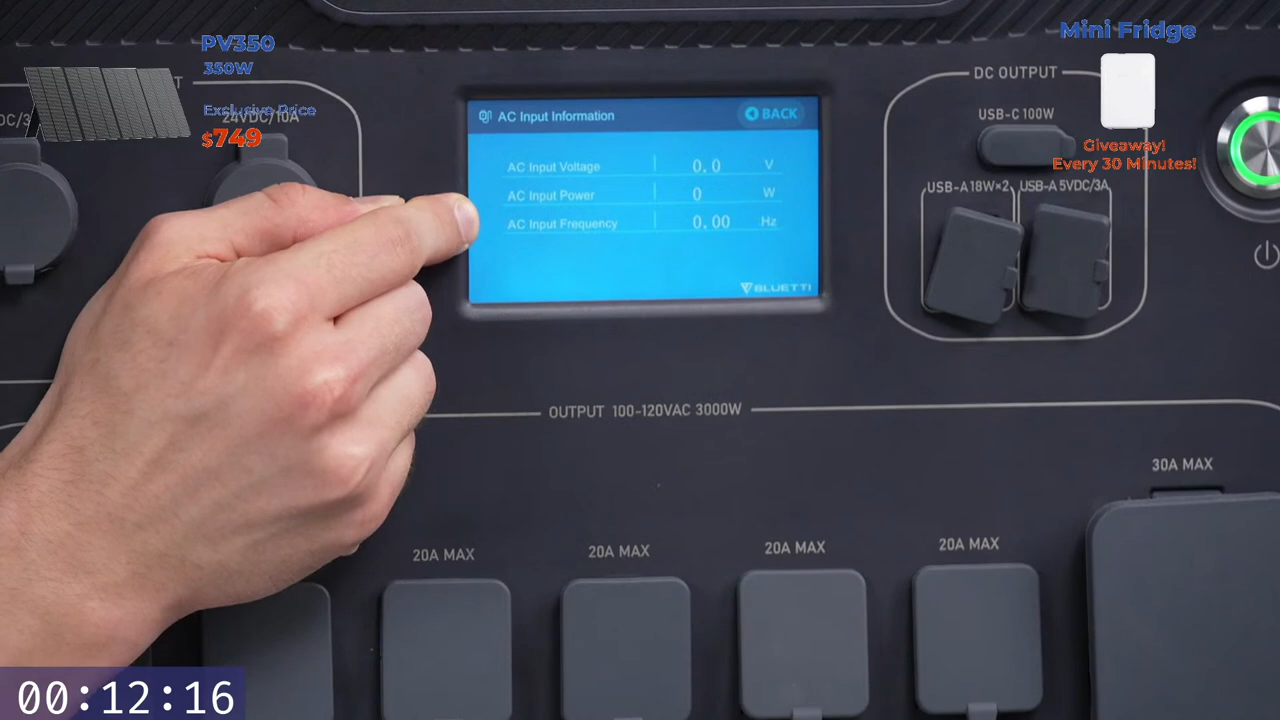 PV350
350W
Exclusive Price
$749
24VDC/10A
Mini Fridge
Giveaway!
Every 30 Minutes!
AC Input Information
BACK
AC Input Voltage 0.0 V
AC Input Power 0 W
AC Input Frequency 0.00 Hz
BLUETTI
DC OUTPUT
USB-C 100W
USB-A 18W×2
USB-A 5VDC/3A
OUTPUT 100-120VAC 3000W
30A MAX
20A MAX
20A MAX
20A MAX
20A MAX
00:12:16